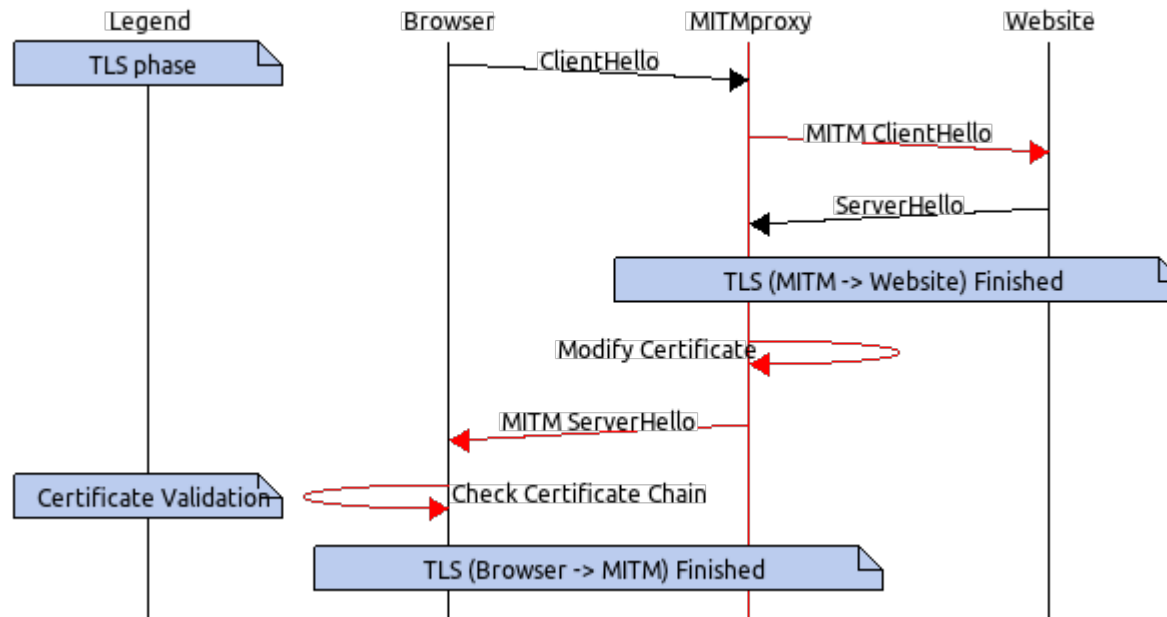 Legend
Browser
MITMproxy
Website
TLS phase
ClientHello
MITM ClientHello
ServerHello
TLS (MITM -> Website) Finished
Modify Certificate
MITM ServerHello
Certificate Validation
Check Certificate Chain
TLS (Browser -> MITM) Finished